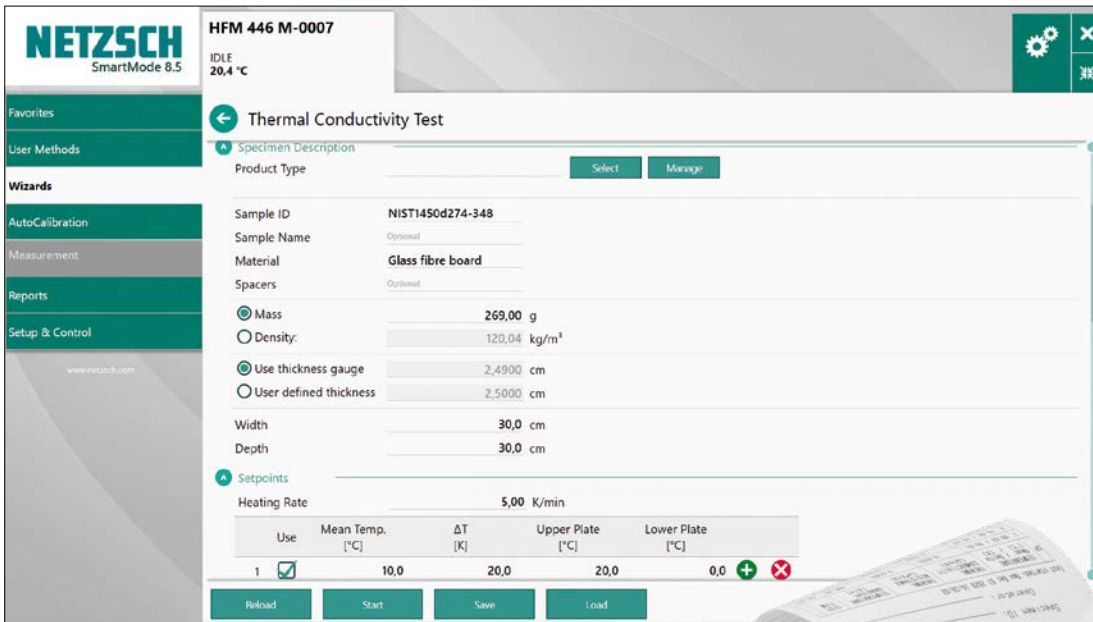 NETZSCH
SmartMode 8.5
HFM 446 M-0007
IDLE
20,4 °C
Favorites
User Methods
Wizards
AutoCalibration
Measurement
Reports
Setup & Control
www.netzsch.com
Thermal Conductivity Test
Specimen Description
Product Type Select Manage
Sample ID NIST1450d274-348
Sample Name Optional
Material Glass fibre board
Spacers Optional
Mass 269,00 g
Density: 120,04 kg/m³
Use thickness gauge 2,4900 cm
User defined thickness 2,5000 cm
Width 30,0 cm
Depth 30,0 cm
Setpoints
Heating Rate 5,00 K/min
Use Mean Temp. ΔT Upper Plate Lower Plate
[°C] [K] [°C] [°C]
1 10,0 20,0 20,0 0,0
Reload Start Save Load